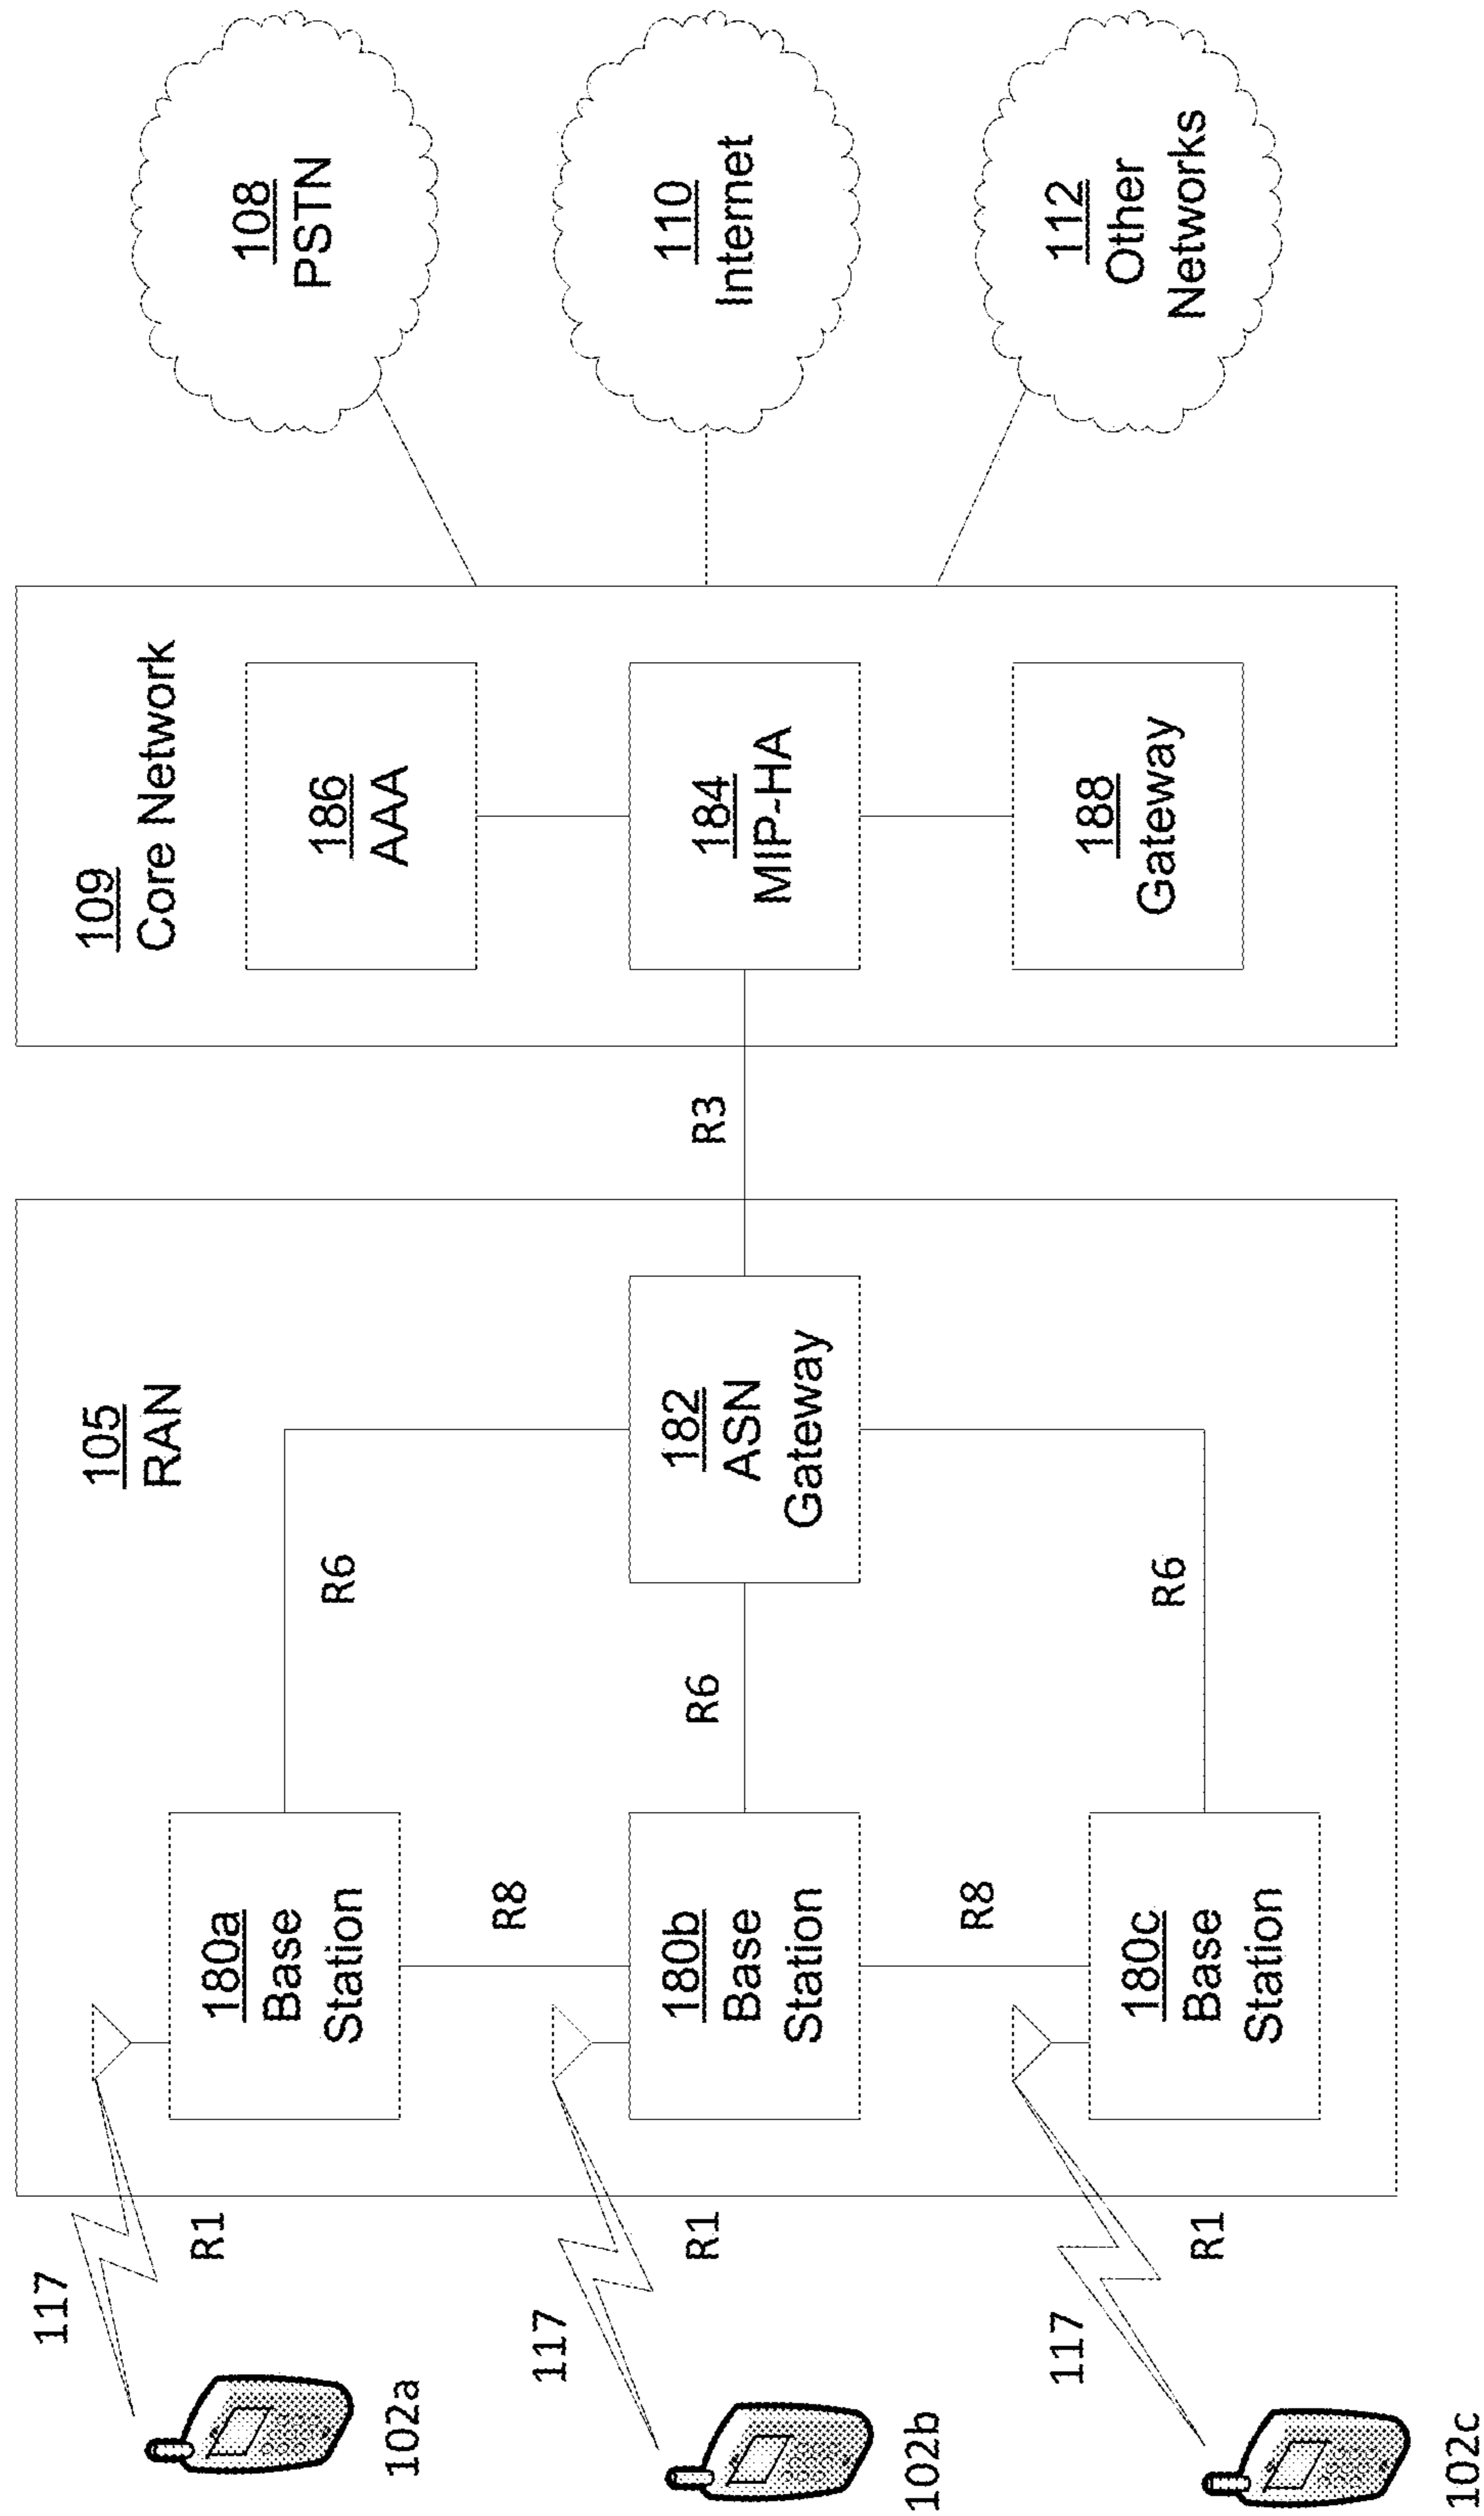 102a
117
R1
102b
117
R1
102c
117
R1
105
RAN
180a
Base
Station
R8
180b
Base
Station
R8
180c
Base
Station
R6
R6
R6
182
ASN
Gateway
R3
109
Core Network
186
AAA
184
MIP-HA
188
Gateway
108
PSTN
110
Internet
112
Other
Networks